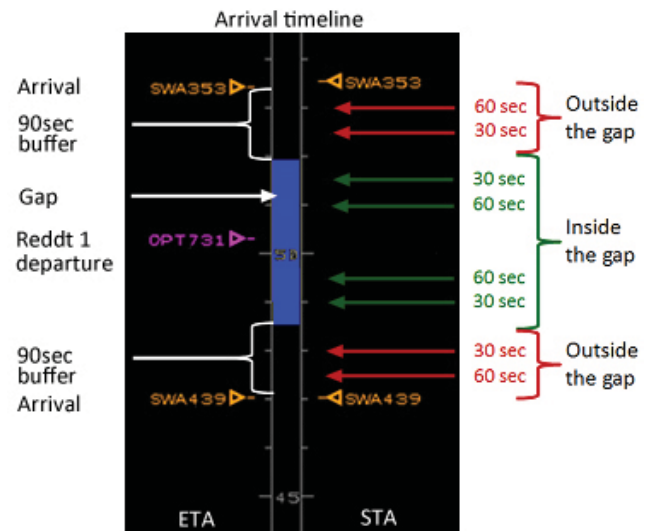 Arrival timeline
Arrival
SWA353
SWA353
90sec
buffer
60 sec
30 sec
Outside
the gap
Gap
30 sec
60 sec
Reddt 1
departure
OPT731
Inside
the gap
60 sec
30 sec
90sec
buffer
30 sec
60 sec
Outside
the gap
Arrival
SWA439
SWA439
45
ETA
STA